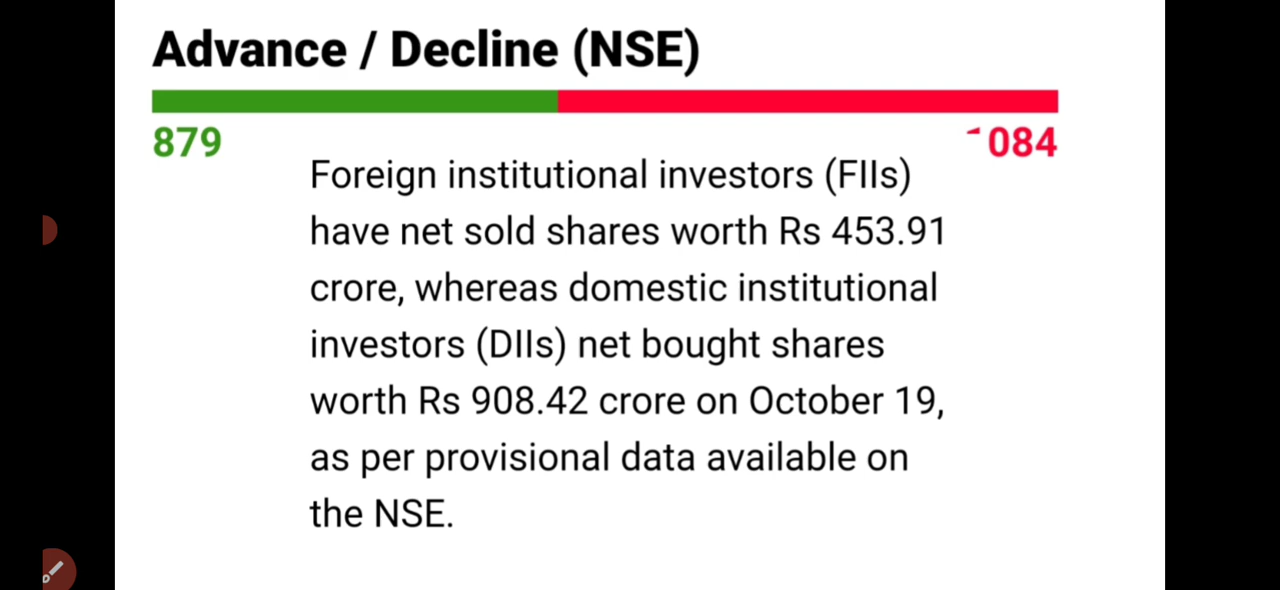 Advance / Decline (NSE)
879 1084
Foreign institutional investors (FIIs)
have net sold shares worth Rs 453.91
crore, whereas domestic institutional
investors (DIIs) net bought shares
worth Rs 908.42 crore on October 19,
as per provisional data available on
the NSE.